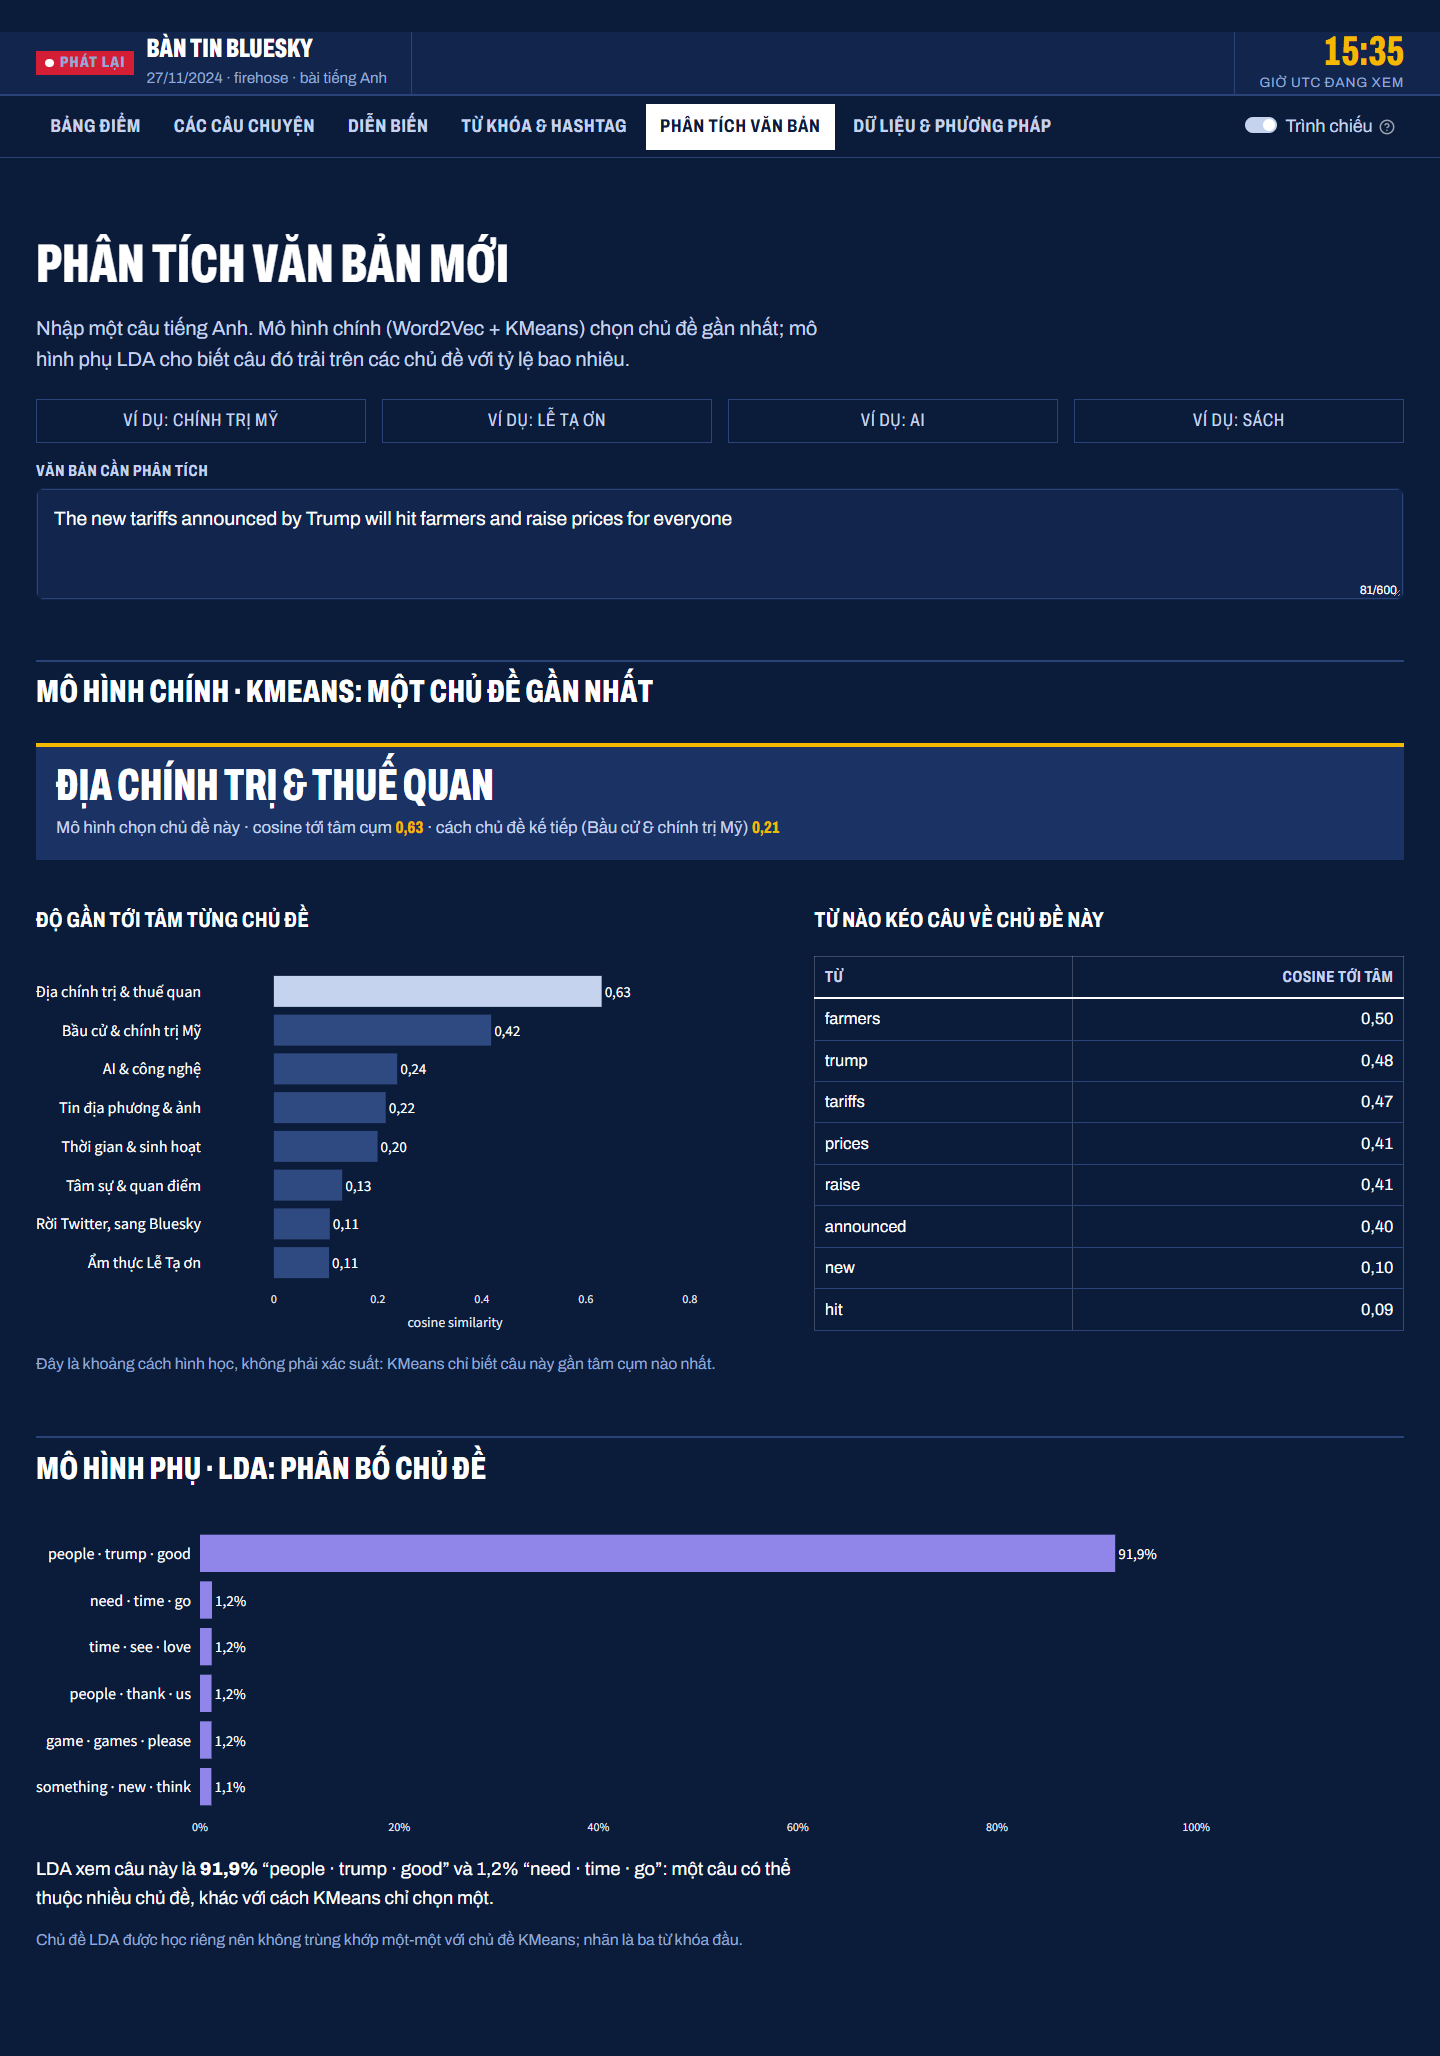 PHÁT LẠI
BẢN TIN BLUESKY
27/11/2024 · firehose · bài tiếng Anh
15:35
GIỜ UTC ĐANG XEM
BẢNG ĐIỂM
CÁC CÂU CHUYỆN
DIỄN BIẾN
TỪ KHÓA & HASHTAG
PHÂN TÍCH VĂN BẢN
DỮ LIỆU & PHƯƠNG PHÁP
Trình chiếu
PHÂN TÍCH VĂN BẢN MỚI
Nhập một câu tiếng Anh. Mô hình chính (Word2Vec + KMeans) chọn chủ đề gần nhất; mô
hình phụ LDA cho biết câu đó trải trên các chủ đề với tỷ lệ bao nhiêu.
VÍ DỤ: CHÍNH TRỊ MỸ
VÍ DỤ: LỄ TẠ ƠN
VÍ DỤ: AI
VÍ DỤ: SÁCH
VĂN BẢN CẦN PHÂN TÍCH
The new tariffs announced by Trump will hit farmers and raise prices for everyone
81/600
MÔ HÌNH CHÍNH · KMEANS: MỘT CHỦ ĐỀ GẦN NHẤT
ĐỊA CHÍNH TRỊ & THUẾ QUAN
Mô hình chọn chủ đề này · cosine tới tâm cụm 0,63 · cách chủ đề kế tiếp (Bầu cử & chính trị Mỹ) 0,21
ĐỘ GẦN TỚI TÂM TỪNG CHỦ ĐỀ
Địa chính trị & thuế quan 0,63
Bầu cử & chính trị Mỹ 0,42
AI & công nghệ 0,24
Tin địa phương & ảnh 0,22
Thời gian & sinh hoạt 0,20
Tâm sự & quan điểm 0,13
Rời Twitter, sang Bluesky 0,11
Ẩm thực Lễ Tạ ơn 0,11
0 0.2 0.4 0.6 0.8
cosine similarity
Đây là khoảng cách hình học, không phải xác suất: KMeans chỉ biết câu này gần tâm cụm nào nhất.
TỪ NÀO KÉO CÂU VỀ CHỦ ĐỀ NÀY
TỪ COSINE TỚI TÂM
farmers 0,50
trump 0,48
tariffs 0,47
prices 0,41
raise 0,41
announced 0,40
new 0,10
hit 0,09
MÔ HÌNH PHỤ · LDA: PHÂN BỐ CHỦ ĐỀ
people · trump · good 91,9%
need · time · go 1,2%
time · see · love 1,2%
people · thank · us 1,2%
game · games · please 1,2%
something · new · think 1,1%
0% 20% 40% 60% 80% 100%
LDA xem câu này là 91,9% “people · trump · good” và 1,2% “need · time · go”: một câu có thể
thuộc nhiều chủ đề, khác với cách KMeans chỉ chọn một.
Chủ đề LDA được học riêng nên không trùng khớp một-một với chủ đề KMeans; nhãn là ba từ khóa đầu.